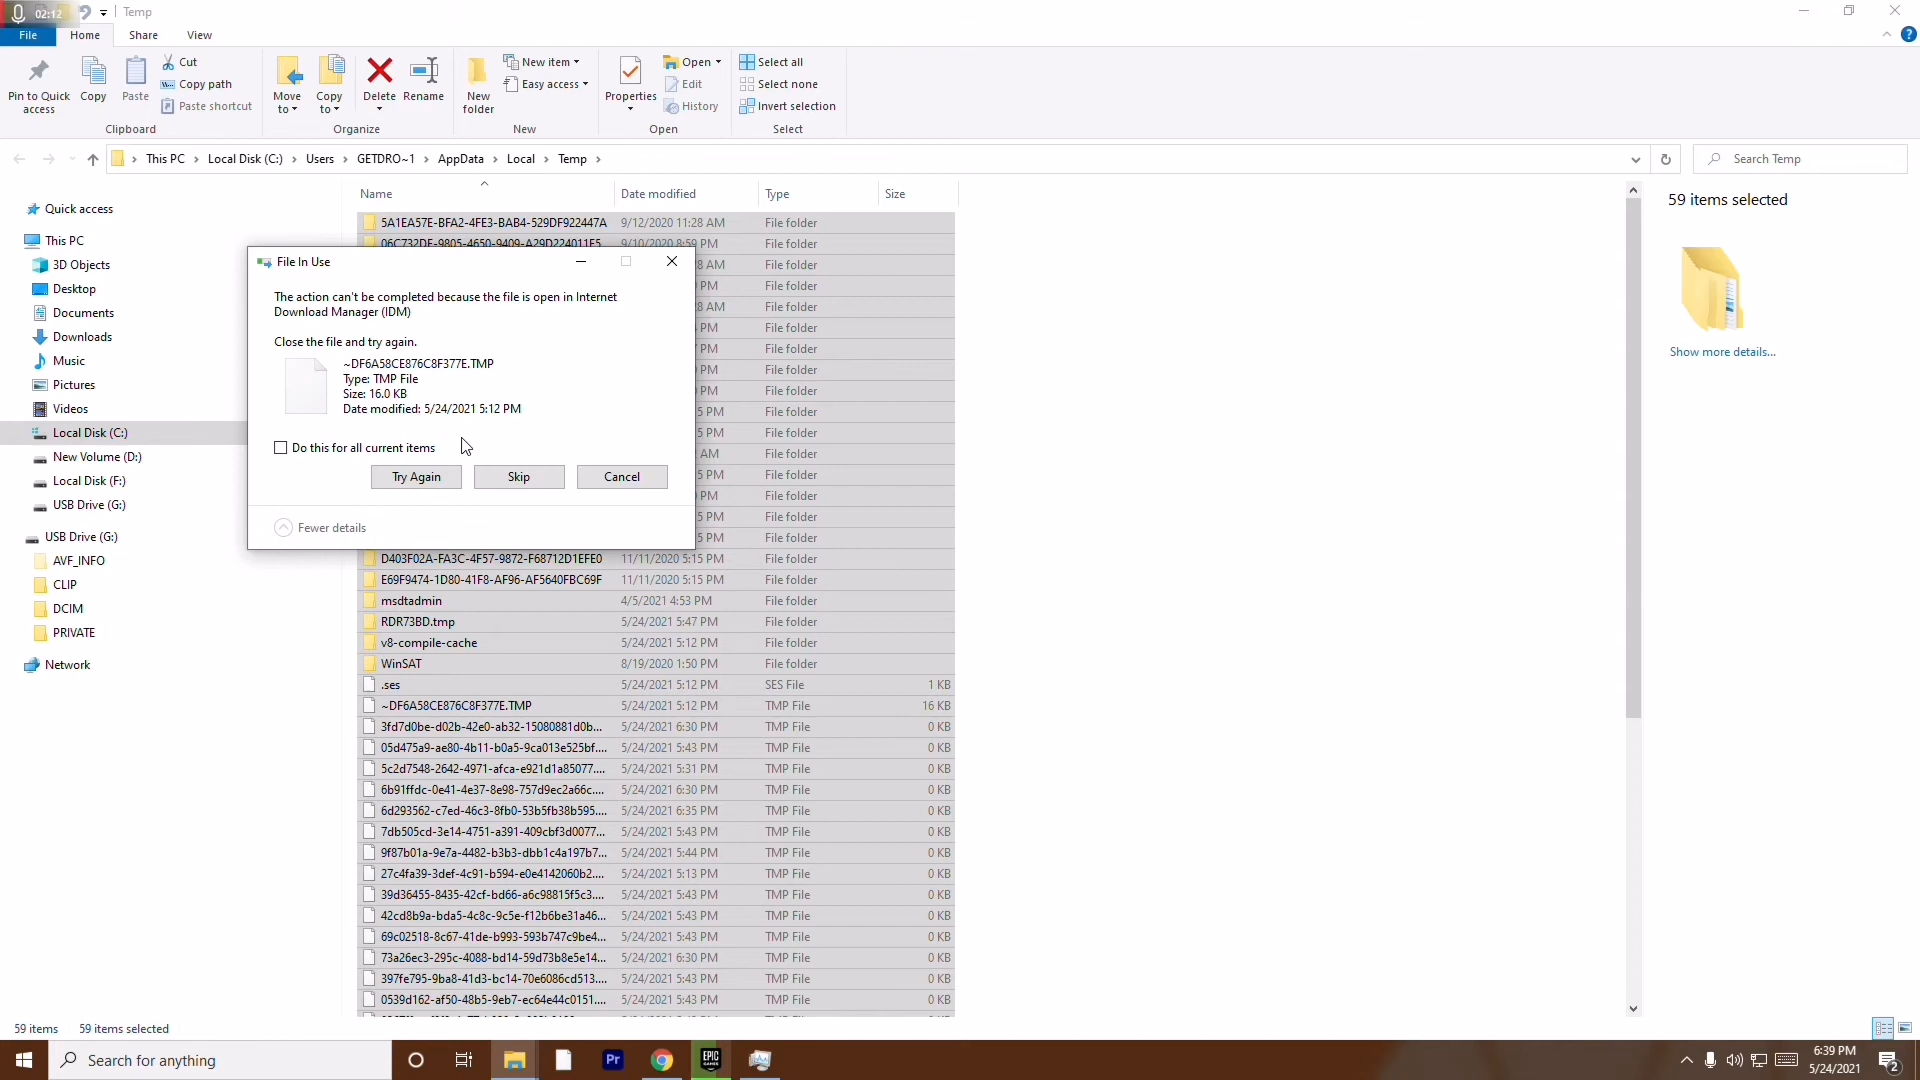 02:12
Temp
File
Home
Share
View
Pin to Quick access
Copy
Paste
Cut
Copy path
Paste shortcut
Clipboard
Move to
Copy to
Delete
Rename
Organize
New folder
New item
Easy access
New
Properties
Open
Edit
History
Open
Select all
Select none
Invert selection
Select
This PC
Local Disk (C:)
Users
GETDRO~1
AppData
Local
Temp
Search Temp
Quick access
This PC
3D Objects
Desktop
Documents
Downloads
Music
Pictures
Videos
Local Disk (C:)
New Volume (D:)
Local Disk (F:)
USB Drive (G:)
USB Drive (G:)
AVF_INFO
CLIP
DCIM
PRIVATE
Network
Name Date modified Type Size
5A1EA57E-BFA2-4FE3-BAB4-529DF922447A 9/12/2020 11:28 AM File folder
06C732DE-9805-4650-9409-A29D224011F5 9/10/2020 8:59 PM File folder
8 AM File folder
PM File folder
8 AM File folder
PM File folder
PM File folder
PM File folder
PM File folder
5 PM File folder
5 PM File folder
AM File folder
5 PM File folder
PM File folder
5 PM File folder
5 PM File folder
D403F02A-FA3C-4F57-9872-F68712D1EFE0 11/11/2020 5:15 PM File folder
E69F9474-1D80-41F8-AF96-AF5640FBC69F 11/11/2020 5:15 PM File folder
msdtadmin 4/5/2021 4:53 PM File folder
RDR73BD.tmp 5/24/2021 5:47 PM File folder
v8-compile-cache 5/24/2021 5:12 PM File folder
WinSAT 8/19/2020 1:50 PM File folder
.ses 5/24/2021 5:12 PM SES File 1 KB
~DF6A58CE876C8F377E.TMP 5/24/2021 5:12 PM TMP File 16 KB
3fd7d0be-d02b-42e0-ab32-15080881d0b... 5/24/2021 6:30 PM TMP File 0 KB
05d475a9-ae80-4b11-b0a5-9ca013e525bf.... 5/24/2021 5:43 PM TMP File 0 KB
5c2d7548-2642-4971-afca-e921d1a85077.... 5/24/2021 5:31 PM TMP File 0 KB
6b91ffdc-0e41-4e37-8e98-757d9ec2a66c.... 5/24/2021 6:30 PM TMP File 0 KB
6d293562-c7ed-46c3-8fb0-53b5fb38b595.... 5/24/2021 6:35 PM TMP File 0 KB
7db505cd-3e14-4751-a391-409cbf3d0077... 5/24/2021 5:43 PM TMP File 0 KB
9f87b01a-9e7a-4482-b3b3-dbb1c4a197b7... 5/24/2021 5:44 PM TMP File 0 KB
27c4fa39-3def-4c91-b594-e0e4142060b2.... 5/24/2021 5:13 PM TMP File 0 KB
39d36455-8435-42cf-bd66-a6c98815f5c3.... 5/24/2021 5:43 PM TMP File 0 KB
42cd8b9a-bda5-4c8c-9c5e-f12b6be31a46... 5/24/2021 5:43 PM TMP File 0 KB
69c02518-8c67-41de-b993-593b747c9be4... 5/24/2021 5:43 PM TMP File 0 KB
73a26ec3-295c-4088-bd14-59d73b8e5e14... 5/24/2021 6:30 PM TMP File 0 KB
397fe795-9ba8-41d3-bc14-70e6086cd513.... 5/24/2021 5:43 PM TMP File 0 KB
0539d162-af50-48b5-9eb7-ec64e44c0151.... 5/24/2021 5:43 PM TMP File 0 KB
File In Use
The action can't be completed because the file is open in Internet
Download Manager (IDM)
Close the file and try again.
~DF6A58CE876C8F377E.TMP
Type: TMP File
Size: 16.0 KB
Date modified: 5/24/2021 5:12 PM
Do this for all current items
Try Again
Skip
Cancel
Fewer details
59 items selected
Show more details...
59 items
59 items selected
Search for anything
Pr
EPIC GAMES
6:39 PM
5/24/2021
2